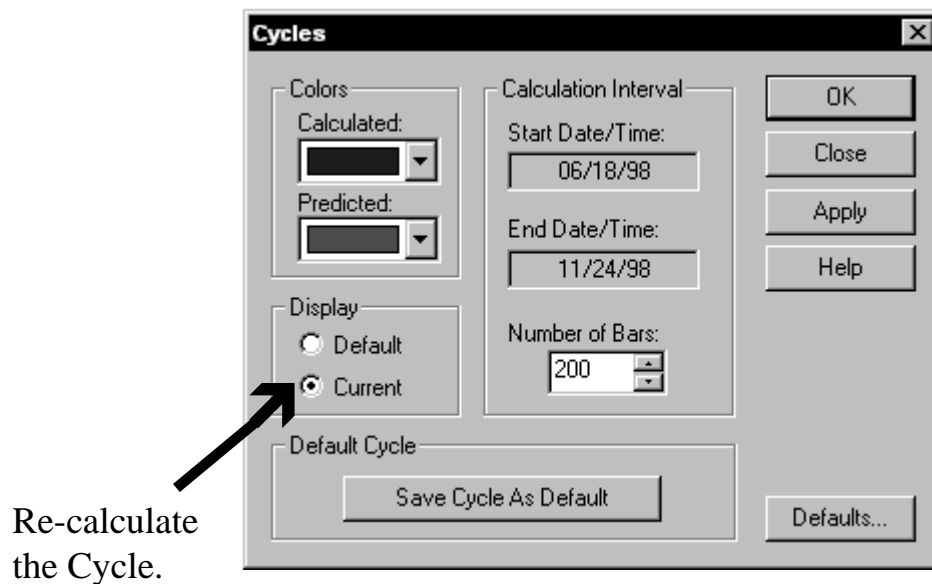 Cycles
Colors
Calculated:
Predicted:
Display
Default
Current
Calculation Interval
Start Date/Time:
06/18/98
End Date/Time:
11/24/98
Number of Bars:
200
OK
Close
Apply
Help
Default Cycle
Save Cycle As Default
Defaults...
Re-calculate
the Cycle.